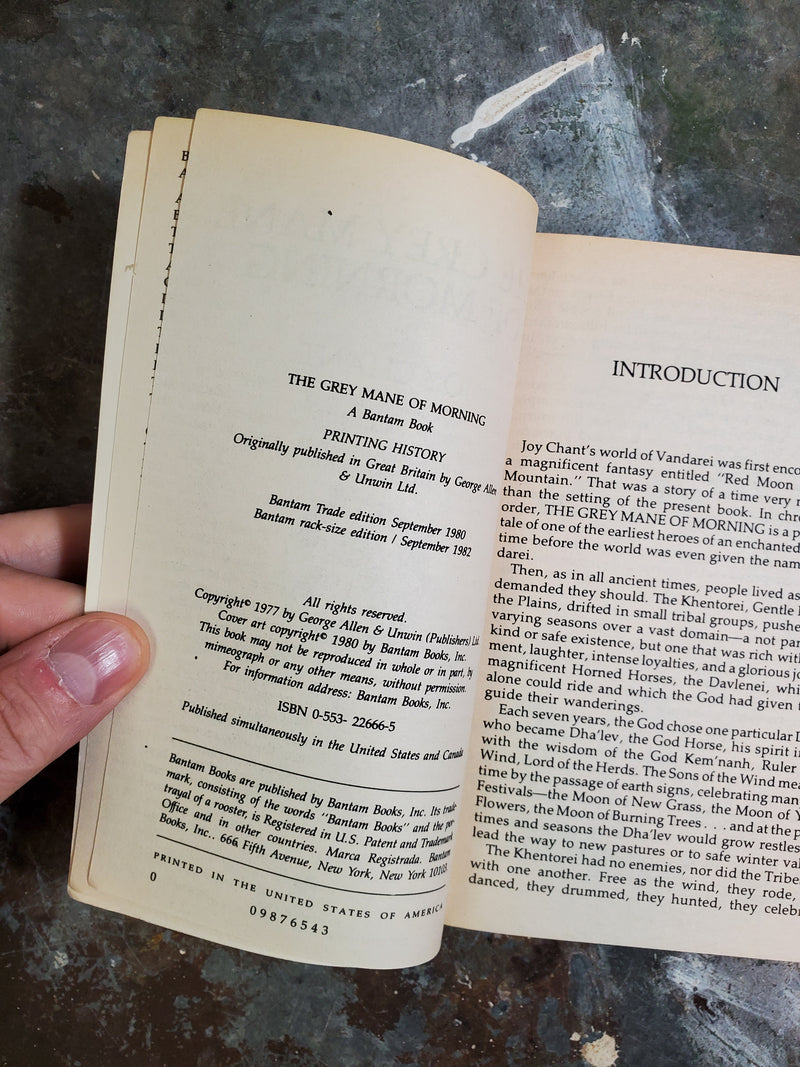 THE GREY MANE OF MORNING
A Bantam Book
PRINTING HISTORY
Originally published in Great Britain by George Allen
& Unwin Ltd.
Bantam Trade edition September 1980
Bantam rack-size edition / September 1982
All rights reserved.
Copyright© 1977 by George Allen & Unwin (Publishers) Ltd.
Cover art copyright© 1980 by Bantam Books, Inc.
This book may not be reproduced in whole or in part, by
mimeograph or any other means, without permission.
For information address: Bantam Books, Inc.
ISBN 0-553- 22666-5
Published simultaneously in the United States and Canada
Bantam Books are published by Bantam Books, Inc. Its trade-
mark, consisting of the words "Bantam Books" and the por-
trayal of a rooster, is Registered in U.S. Patent and Trademark
Office and in other countries. Marca Registrada. Bantam
Books, Inc., 666 Fifth Avenue, New York, New York 10103.
PRINTED IN THE UNITED STATES OF AMERICA
0
09876543
INTRODUCTION
Joy Chant's world of Vandarei was first enco
a magnificent fantasy entitled "Red Moon
Mountain." That was a story of a time very
than the setting of the present book. In chr
order, THE GREY MANE OF MORNING is a p
tale of one of the earliest heroes of an enchanted
time before the world was even given the nam
darei.
Then, as in all ancient times, people lived as
demanded they should. The Khentorei, Gentle
the Plains, drifted in small tribal groups, pushe
varying seasons over a vast domain—a not par
kind or safe existence, but one that was rich with
ment, laughter, intense loyalties, and a glorious jo
magnificent Horned Horses, the Davlenei, whi
alone could ride and which the God had given
guide their wanderings.
Each seven years, the God chose one particular
who became Dha'lev, the God Horse, his spirit i
with the wisdom of the God Kem'nanh, Ruler
Wind, Lord of the Herds. The Sons of the Wind mea
time by the passage of earth signs, celebrating man
Festivals—the Moon of New Grass, the Moon of Y
Flowers, the Moon of Burning Trees . . . and at the p
times and seasons the Dha'lev would grow restles
lead the way to new pastures or to safe winter val
The Khentorei had no enemies, nor did the Tribe
with one another. Free as the wind, they rode,
danced, they drummed, they hunted, they celebr